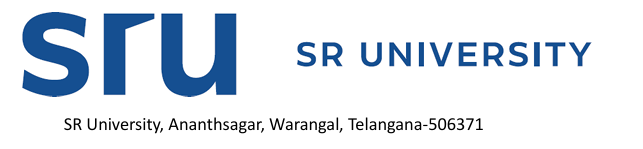 sru SR UNIVERSITY
SR University, Ananthsagar, Warangal, Telangana-506371